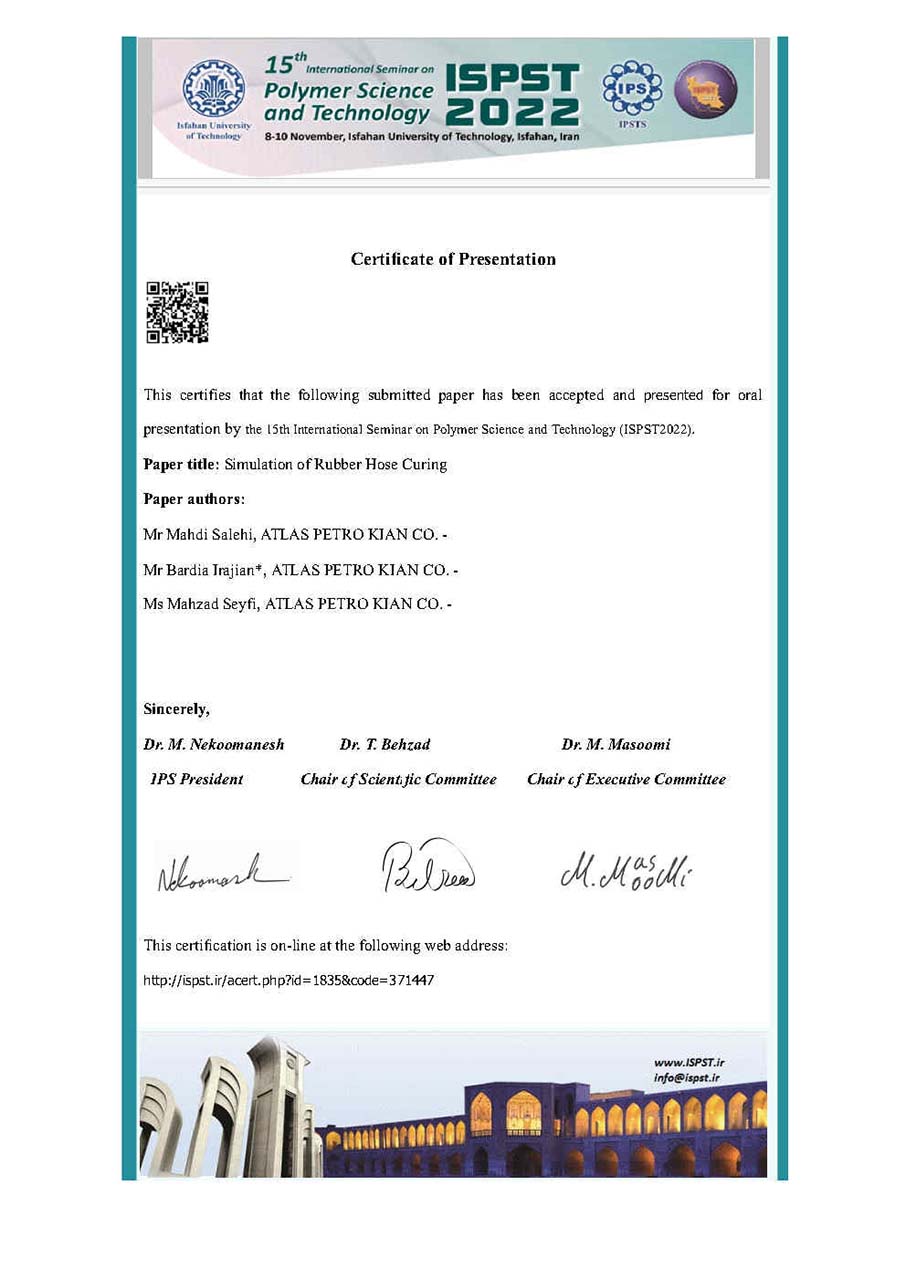 15th International Seminar on
Polymer Science
and Technology
ISPST
2022
8-10 November, Isfahan University of Technology, Isfahan, Iran
Isfahan University
of Technology
IPS
IPSTS
ISPST
Certificate of Presentation
This certifies that the following submitted paper has been accepted and presented for oral
presentation by the 15th International Seminar on Polymer Science and Technology (ISPST2022).
Paper title: Simulation of Rubber Hose Curing
Paper authors:
Mr Mahdi Salehi, ATLAS PETRO KIAN CO. -
Mr Bardia Irajian*, ATLAS PETRO KIAN CO. -
Ms Mahzad Seyfi, ATLAS PETRO KIAN CO. -
Sincerely,
Dr. M. Nekoomanesh Dr. T. Behzad Dr. M. Masoomi
IPS President Chair of Scientific Committee Chair of Executive Committee
M. Masoomi
This certification is on-line at the following web address:
http://ispst.ir/acert.php?id=1835&code=371447
www.ISPST.ir
info@ispst.ir